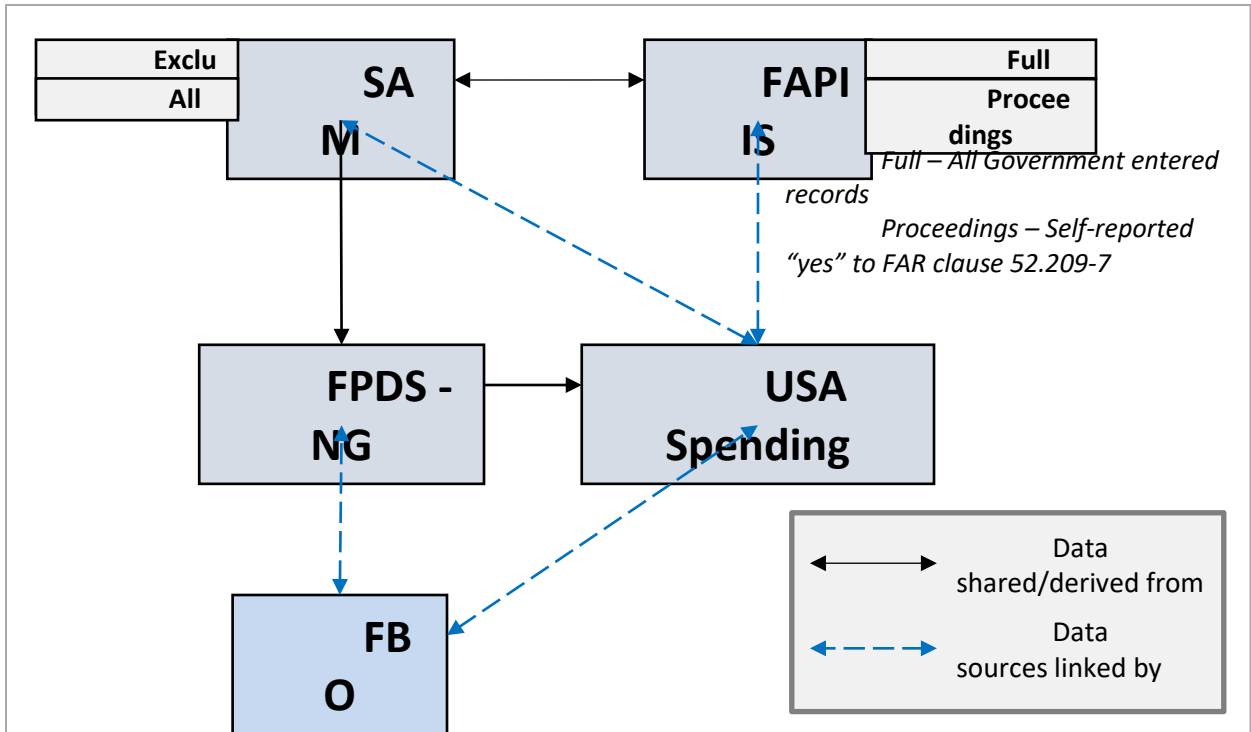 Exclu
All
SA
M
FAPI
IS
Full
Procee
dings
Full – All Government entered
records
Proceedings – Self-reported
“yes” to FAR clause 52.209-7
FPDS -
NG
USA
Spending
FB
O
Data
shared/derived from
Data
sources linked by